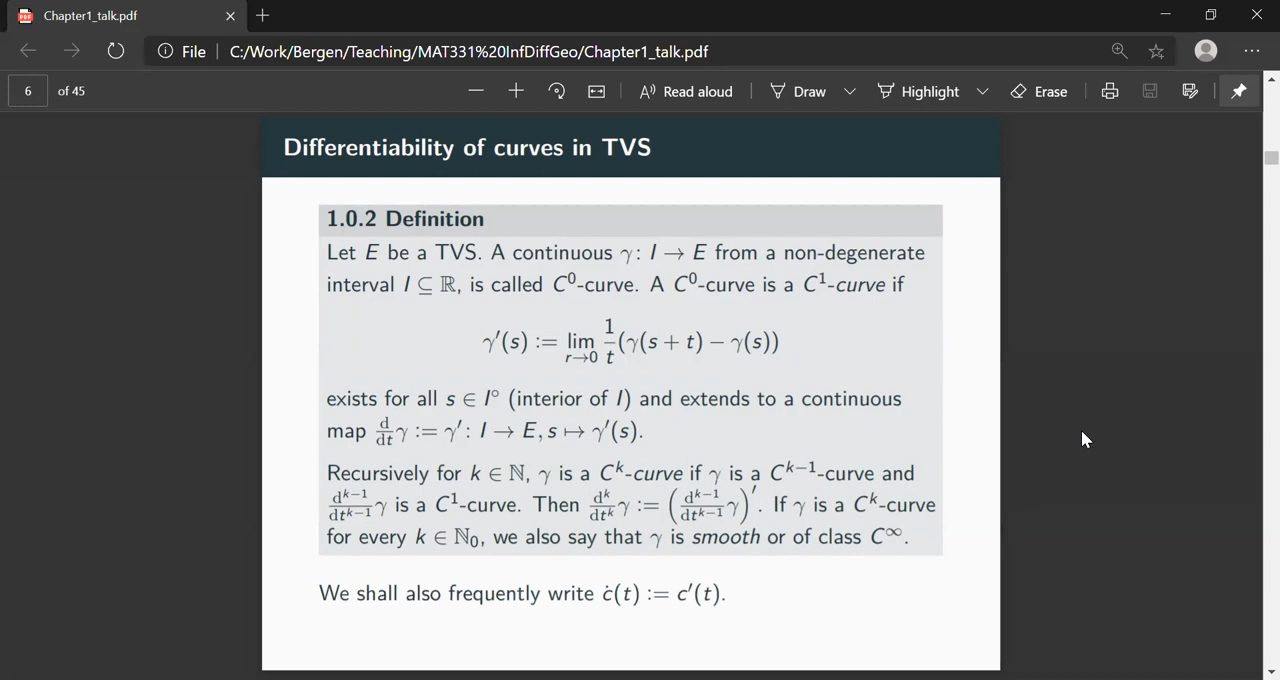 Chapter1_talk.pdf
File | C:/Work/Bergen/Teaching/MAT331%20InfDiffGeo/Chapter1_talk.pdf
6 of 45
Read aloud Draw Highlight Erase
Differentiability of curves in TVS
1.0.2 Definition
Let E be a TVS. A continuous γ: I → E from a non-degenerate
interval I ⊆ ℝ, is called C⁰-curve. A C⁰-curve is a C¹-curve if
γ′(s) := lim_{r→0} 1/t (γ(s + t) − γ(s))
exists for all s ∈ I° (interior of I) and extends to a continuous
map d/dt γ := γ′: I → E, s ↦ γ′(s).
Recursively for k ∈ ℕ, γ is a Cᵏ-curve if γ is a Cᵏ⁻¹-curve and
dᵏ⁻¹/dtᵏ⁻¹ γ is a C¹-curve. Then dᵏ/dtᵏ γ := (dᵏ⁻¹/dtᵏ⁻¹ γ)′. If γ is a Cᵏ-curve
for every k ∈ ℕ₀, we also say that γ is smooth or of class C^∞.
We shall also frequently write ċ(t) := c′(t).